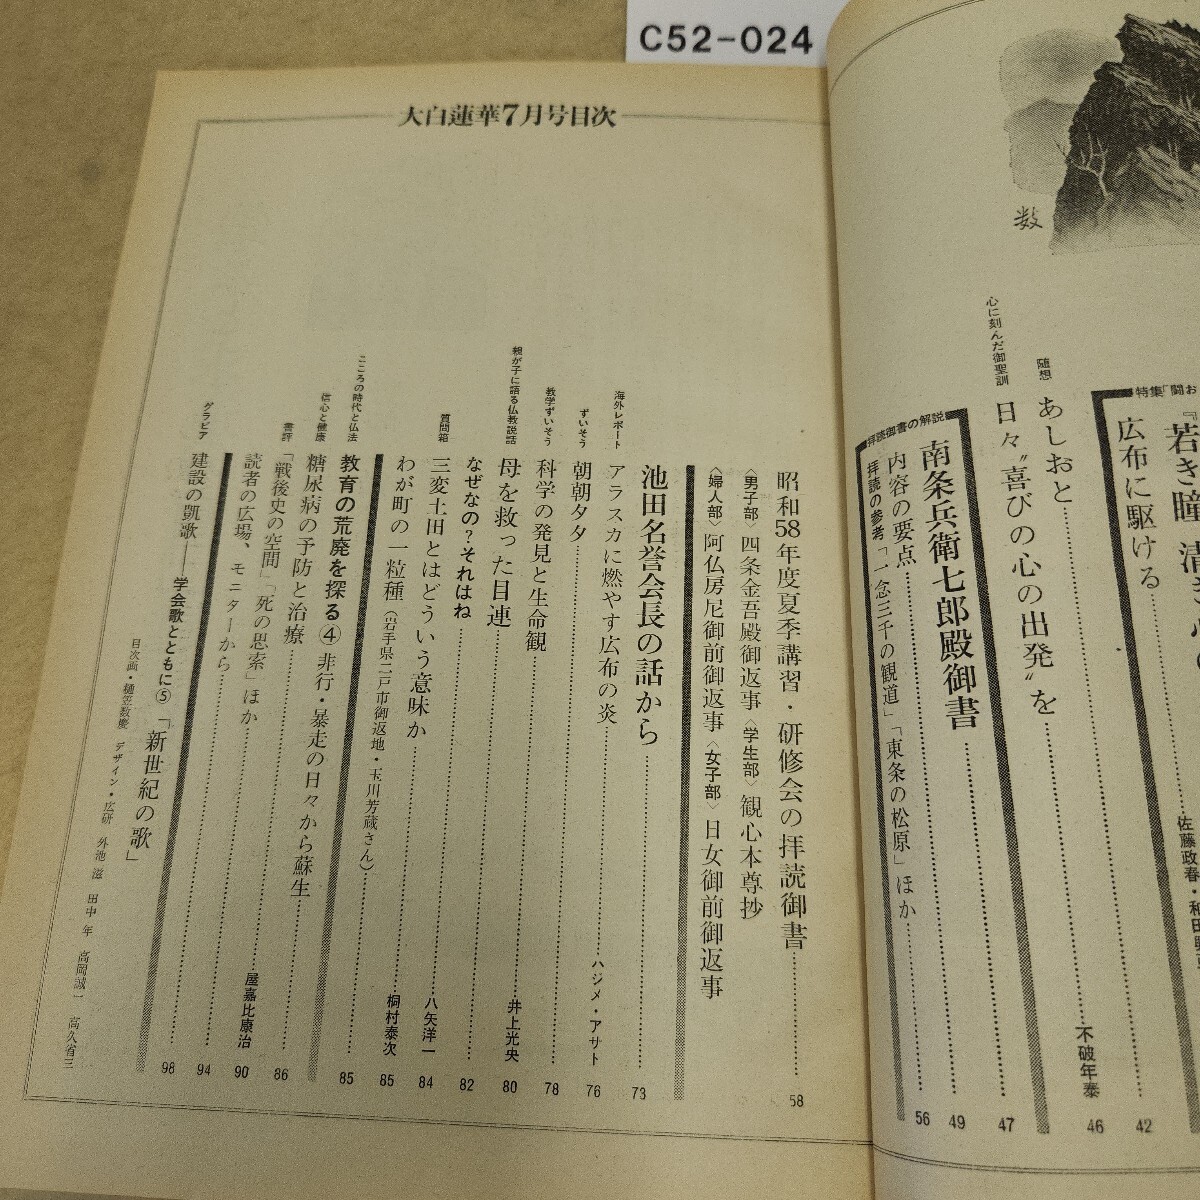 C52-024
数
特集「闘お
『若き瞳 清き心の
広布に駆ける
佐藤政春・和田
42
随想
あしおと
不破年泰
46
心に刻んだ御聖訓
日々〝喜びの心の出発〟を
47
拝読御書の解説
南条兵衛七郎殿御書
49
内容の要点
拝読の参考「一念三千の観道」「東条の松原」ほか
56
大白蓮華7月号目次
昭和58年度夏季講習・研修会の拝読御書
58
〈男子部〉四条金吾殿御返事〈学生部〉観心本尊抄
〈婦人部〉阿仏房尼御前御返事〈女子部〉日女御前御返事
池田名誉会長の話から
73
海外レポート
アラスカに燃やす広布の炎
ハジメ・アサト
76
ずいそう
朝朝夕夕
教学ずいそう
科学の発見と生命観
78
親が子に語る仏教説話
母を救った目連
井上光央
80
なぜなの?それはね
82
質問箱
三変土田とはどういう意味か
八矢洋一
84
わが町の一粒種(岩手県二戸市御返地・玉川芳蔵さん)
桐村泰次
85
こころの時代と仏法
教育の荒廃を探る④非行・暴走の日々から蘇生
85
信心と健康
糖尿病の予防と治療
86
書評
「戦後史の空間」「死の思索」ほか
屋嘉比康治
90
読者の広場、モニターから
94
グラビア
建設の凱歌――学会歌とともに⑤「新世紀の歌」
98
目次画・樋笠数慶 デザイン・広研 外池滋 田中年 高岡誠一 高久省三